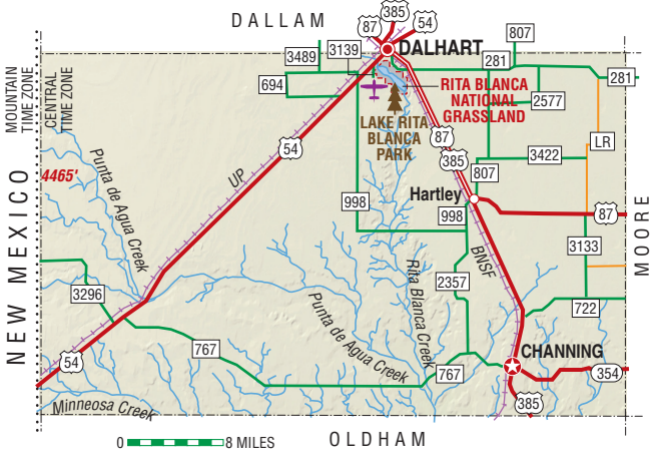 DALLAM
87
385
54
807
3489
3139
DALHART
281
281
694
RITA BLANCA
NATIONAL
GRASSLAND
2577
MOUNTAIN
TIME ZONE
CENTRAL
TIME ZONE
LAKE RITA
BLANCA
PARK
87
LR
54
385
3422
807
Punta de Agua Creek
4465'
UP
998
Hartley
998
87
NEW MEXICO
MOORE
3133
BNSF
3296
Rita Blanca Creek
2357
722
Punta de Agua Creek
767
54
767
CHANNING
354
Minneosa Creek
385
0 8 MILES
OLDHAM